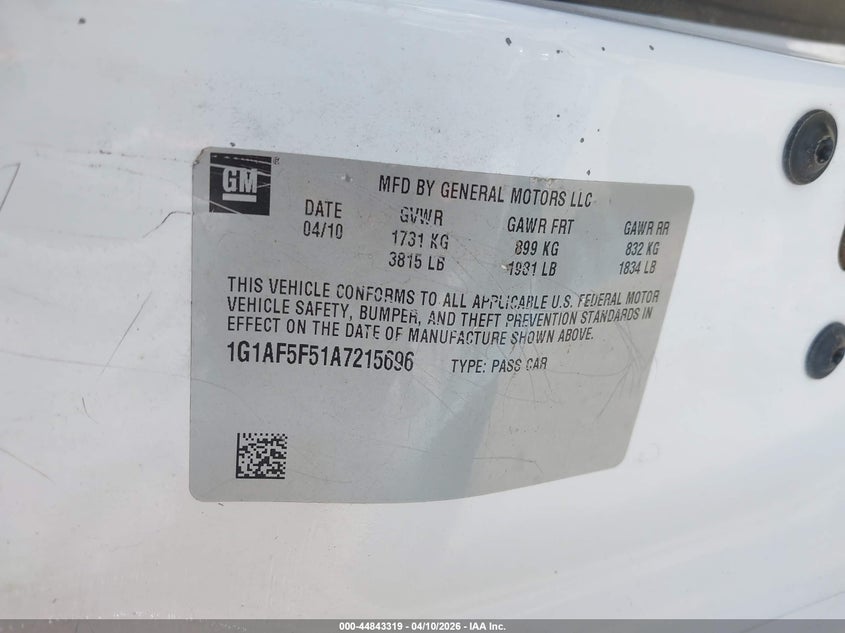 GM®
MFD BY GENERAL MOTORS LLC
DATE GVWR GAWR FRT GAWR RR
04/10 1731 KG 899 KG 832 KG
3815 LB 1981 LB 1834 LB
THIS VEHICLE CONFORMS TO ALL APPLICABLE U.S. FEDERAL MOTOR
VEHICLE SAFETY, BUMPER, AND THEFT PREVENTION STANDARDS IN
EFFECT ON THE DATE OF MANUFACTURE SHOWN ABOVE.
1G1AF5F51A7215696 TYPE: PASS CAR
000-44843319 - 04/10/2026 - IAA Inc.